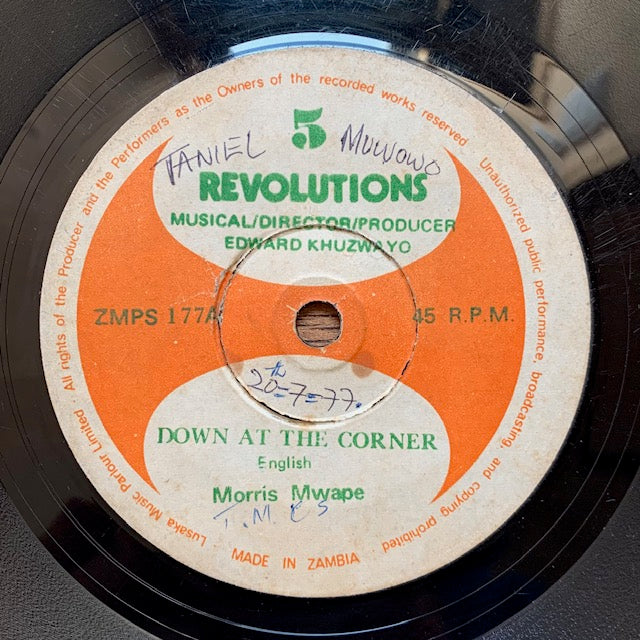 All rights of the Producer and the Performers as the Owners of the recorded works reserved · Unauthorized public performance, broadcasting and copying prohibited
5
TANIEL MUWOWO
REVOLUTIONS
MUSICAL/DIRECTOR/PRODUCER
EDWARD KHUZWAYO
ZMPS 177A
45 R.P.M.
20th=7=77.
DOWN AT THE CORNER
English
Morris Mwape
Lusaka Music Parlour Limited · MADE IN ZAMBIA ·